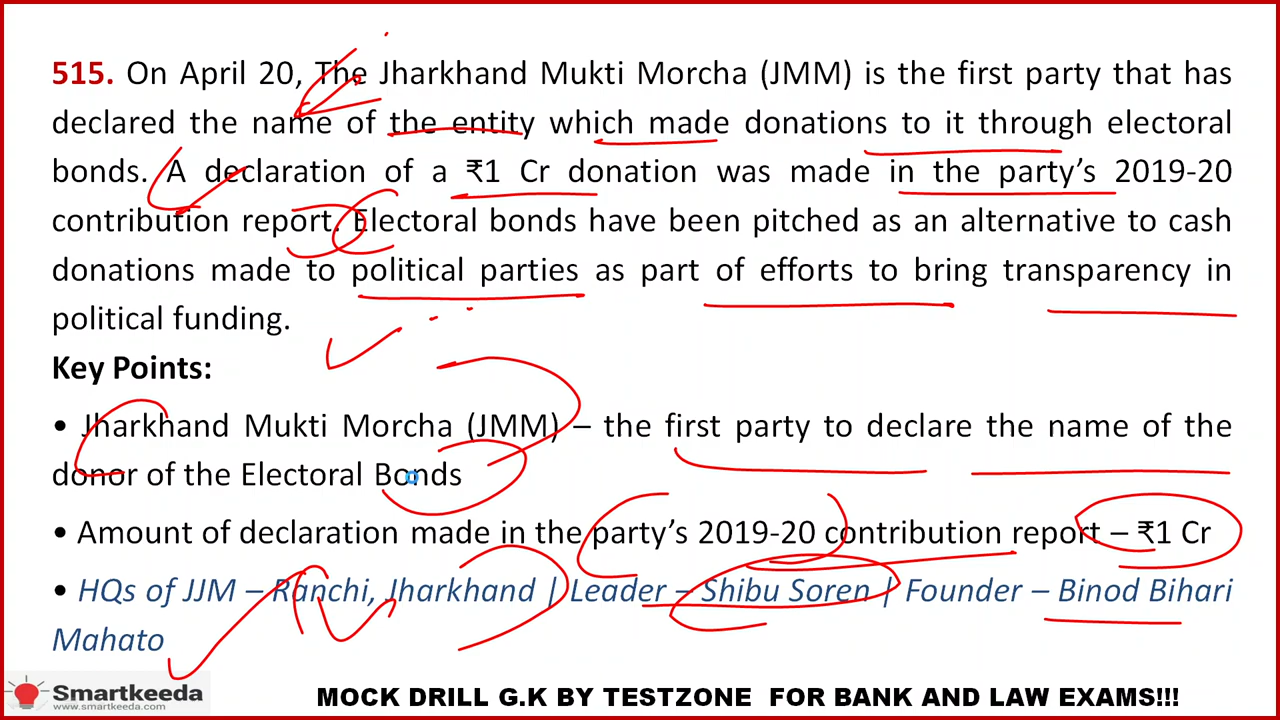 515. On April 20, The Jharkhand Mukti Morcha (JMM) is the first party that has
declared the name of the entity which made donations to it through electoral
bonds. A declaration of a ₹1 Cr donation was made in the party's 2019-20
contribution report. Electoral bonds have been pitched as an alternative to cash
donations made to political parties as part of efforts to bring transparency in
political funding.
Key Points:
• Jharkhand Mukti Morcha (JMM) – the first party to declare the name of the
donor of the Electoral Bonds
• Amount of declaration made in the party's 2019-20 contribution report – ₹1 Cr
• HQs of JJM – Ranchi, Jharkhand | Leader – Shibu Soren | Founder – Binod Bihari
Mahato
Smartkeeda
www.smartkeeda.com
MOCK DRILL G.K BY TESTZONE FOR BANK AND LAW EXAMS!!!